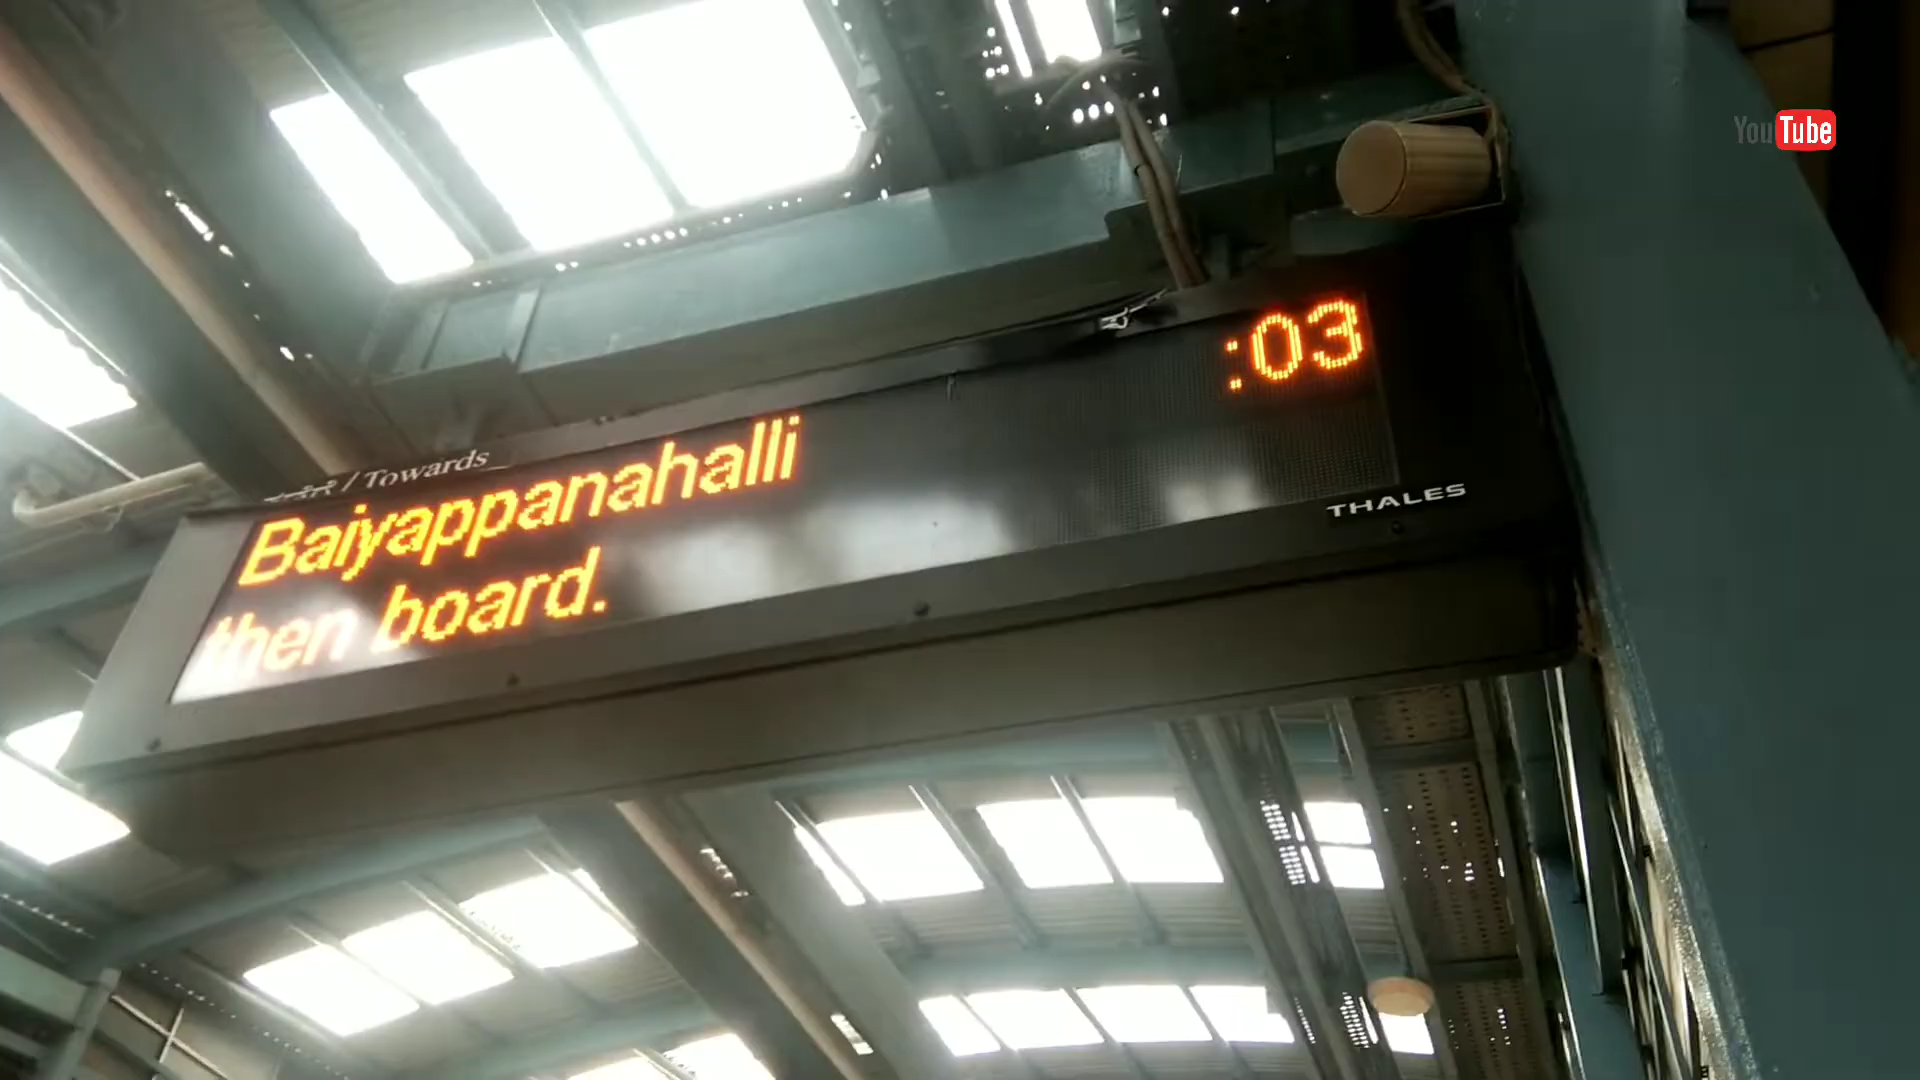 YouTube
/ Towards
Baiyappanahalli :03
then board.
THALES